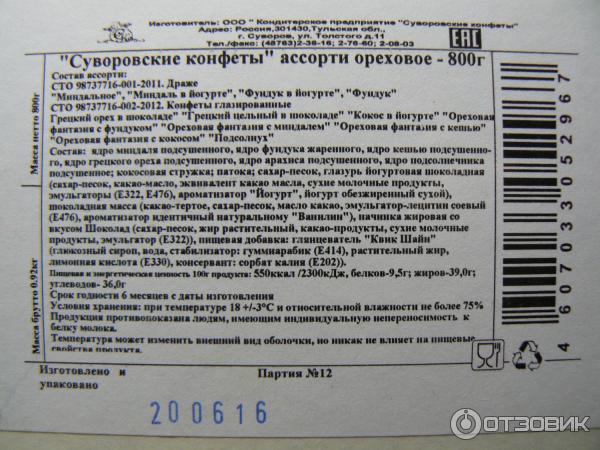 Изготовитель: ООО " Кондитерское предприятие "Суворовские конфеты"
Адрес: Россия,301430,Тульская обл.,
г. Суворов, ул. Толстого д.11
Тел./факс: (48763)2-36-16; 2-76-60; 2-08-03
EAC
"Суворовские конфеты" ассорти ореховое - 800г
Состав ассорти:
СТО 98737716-001-2011. Драже
"Миндальное", "Миндаль в йогурте", "Фундук в йогурте", "Фундук"
СТО 98737716-002-2012. Конфеты глазированные
Грецкий орех в шоколаде" "Грецкий цельный в шоколаде" "Кокос в йогурте" "Ореховая
фантазия с фундуком" "Ореховая фантазия с миндалем" "Ореховая фантазия с кешью"
"Ореховая фантазия с кокосом" "Подсолнух"
Состав: ядро миндаля подсушенного, ядро фундука жаренного, ядро кешью подсушенно-
го, ядро грецкого ореха подсушенного, ядро арахиса подсушенного, ядро подсолнечника
подсушенное; кокосовая стружка; патока; сахар-песок, глазурь йогуртовая шоколадная
(сахар-песок, какао-масло, эквивалент какао масла, сухие молочные продукты,
эмульгаторы (Е322, Е476), ароматизатор "Йогурт", йогурт обезжиренный сухой),
шоколадная масса (какао-тертое, сахар-песок, масло какао, эмульгатор-лецитин соевый
(Е476), ароматизатор идентичный натуральному "Ванилин"), начинка жировая со
вкусом Шоколад (сахар-песок, жир растительный, какао-продукты, сухие молочные
продукты, эмульгатор (Е322)), пищевая добавка: глянцеватель "Квик Шайн"
(глюкозный сироп, вода, стабилизатор: гуммиарабик (Е414), растительный жир,
лимонная кислота (Е330), консервант: сорбат калия (Е202)).
Пищевая и энергетическая ценность 100г продукта: 550ккал /2300кДж, белков-9,5г; жиров-39,0г;
углеводов- 36,0г
Срок годности 6 месяцев с даты изготовления
Условия хранения: при температуре 18 +/-3°С и относительной влажности не более 75%
Продукция противопоказана людям, имеющим индивидуальную непереносимость к
белку молока.
Температура может изменить внешний вид оболочки, но никак не влияет на пищевые
свойства продукта.
Масса нетто 800г
Масса брутто 0.92кг
4607033052967
Изготовлено и
упаковано
Партия №12
200616
ОТЗОВИК